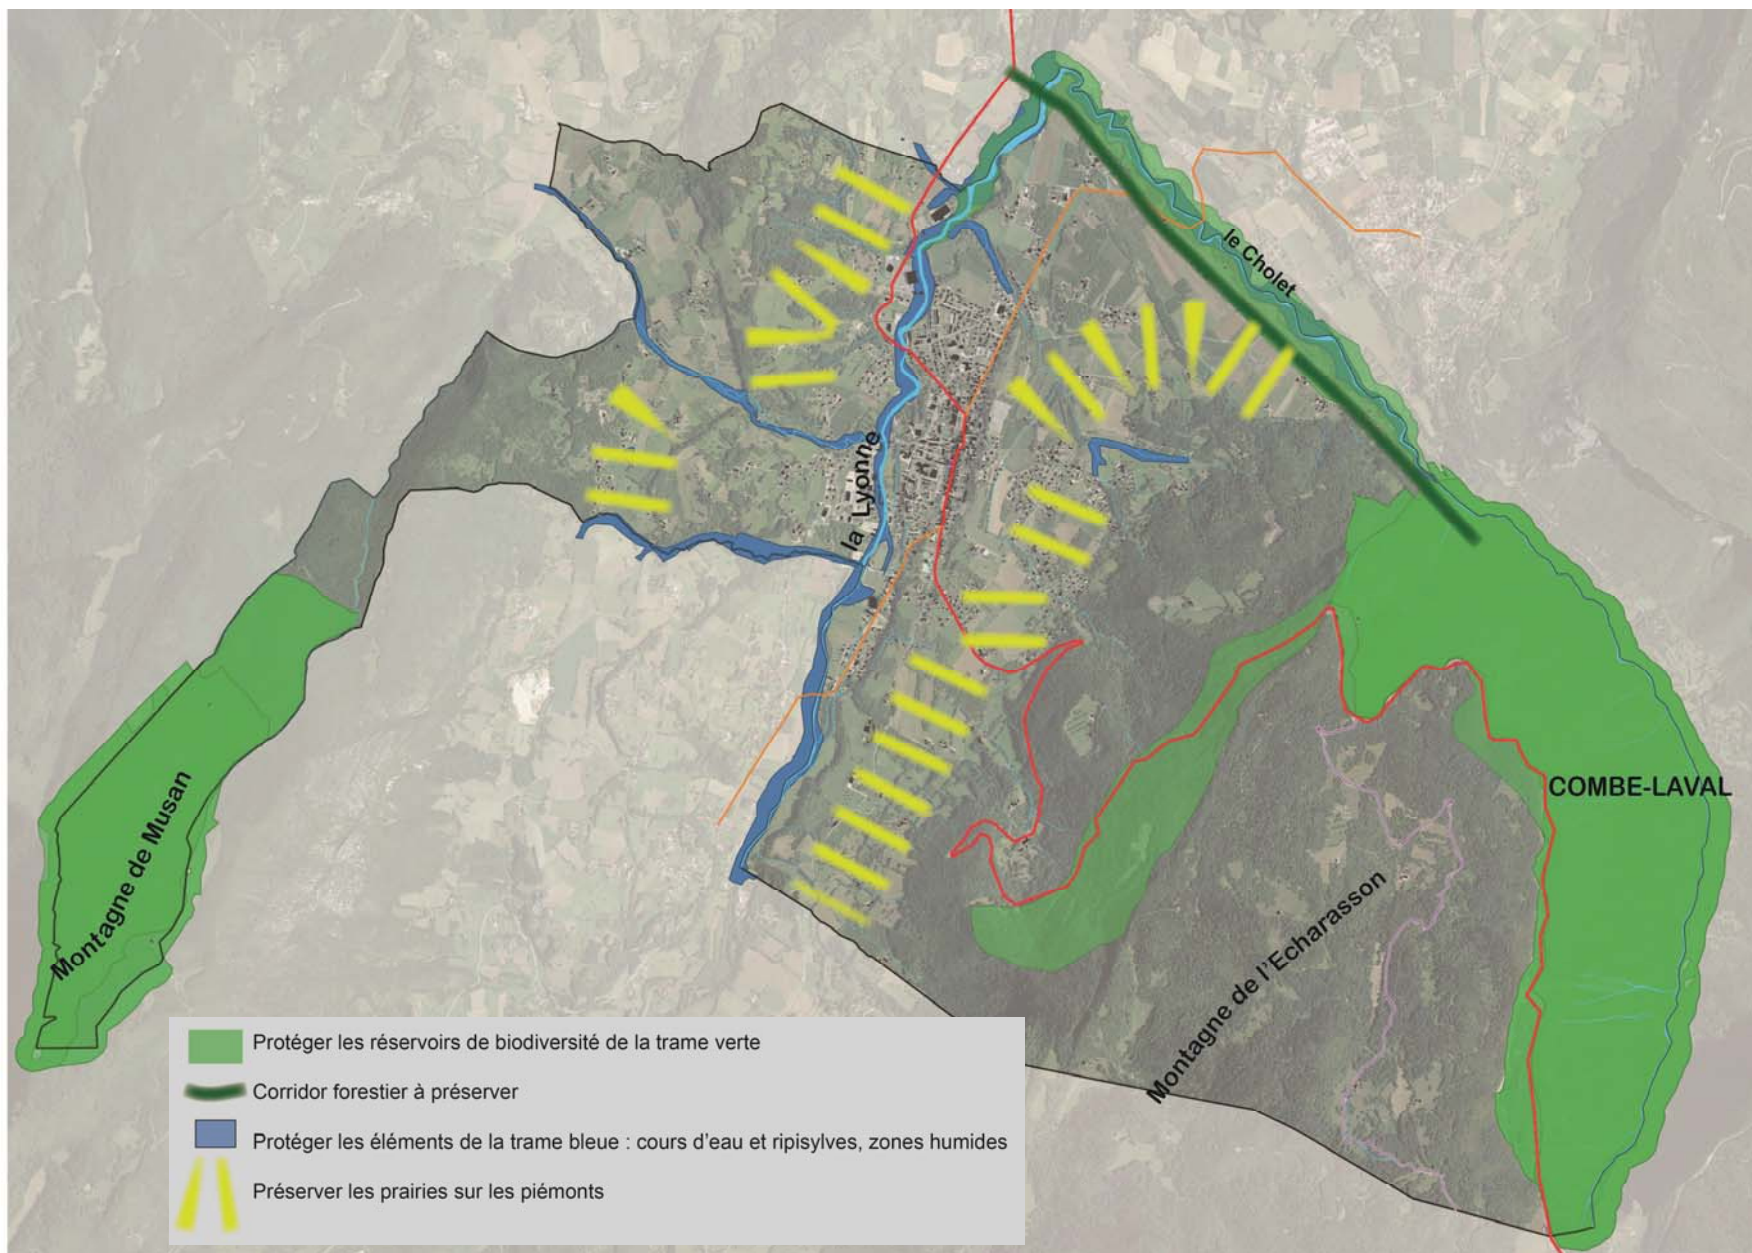 le Cholet
la Lyonne
COMBE-LAVAL
Montagne de Musan
Montagne de l'Echarasson
Protéger les réservoirs de biodiversité de la trame verte
Corridor forestier à préserver
Protéger les éléments de la trame bleue : cours d'eau et ripisylves, zones humides
Préserver les prairies sur les piémonts